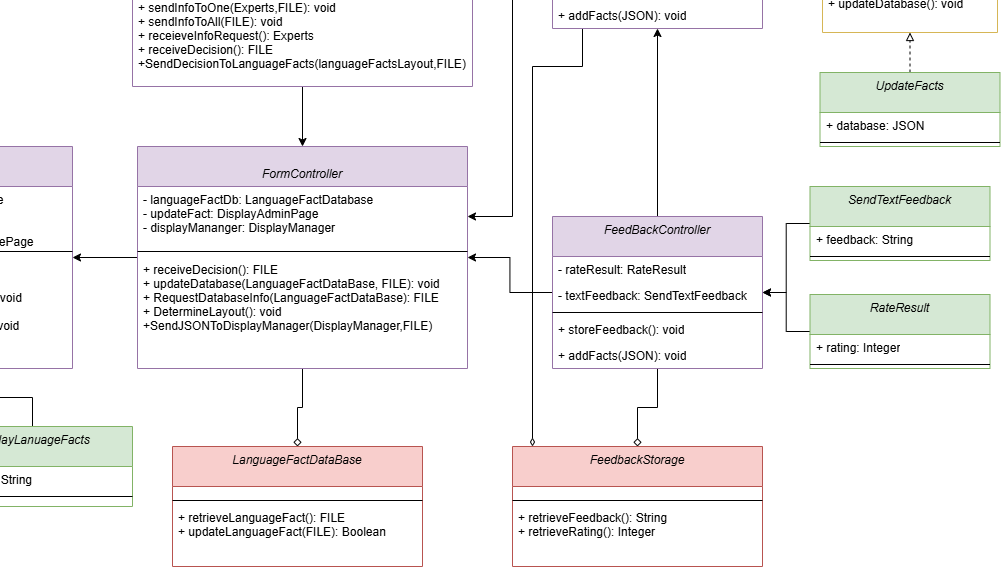 + sendInfoToOne(Experts,FILE): void
+ sendInfoToAll(FILE): void
+ receieveInfoRequest(): Experts
+ receiveDecision(): FILE
+SendDecisionToLanguageFacts(languageFactsLayout,FILE)
+ addFacts(JSON): void
+ updateDatabase(): void
UpdateFacts
+ database: JSON
ePage
void
void
FormController
- languageFactDb: LanguageFactDatabase
- updateFact: DisplayAdminPage
- displayMananger: DisplayManager
+ receiveDecision(): FILE
+ updateDatabase(LanguageFactDataBase, FILE): void
+ RequestDatabaseInfo(LanguageFactDataBase): FILE
+ DetermineLayout(): void
+SendJSONToDisplayManager(DisplayManager,FILE)
FeedBackController
- rateResult: RateResult
- textFeedback: SendTextFeedback
+ storeFeedback(): void
+ addFacts(JSON): void
SendTextFeedback
+ feedback: String
RateResult
+ rating: Integer
layLanuageFacts
String
LanguageFactDataBase
+ retrieveLanguageFact(): FILE
+ updateLanguageFact(FILE): Boolean
FeedbackStorage
+ retrieveFeedback(): String
+ retrieveRating(): Integer